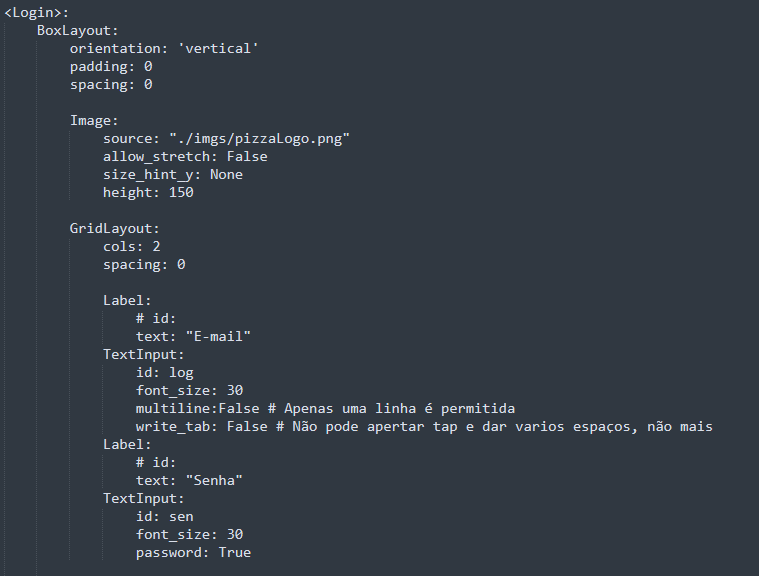 <Login>:
    BoxLayout:
        orientation: 'vertical'
        padding: 0
        spacing: 0

        Image:
            source: "./imgs/pizzaLogo.png"
            allow_stretch: False
            size_hint_y: None
            height: 150

        GridLayout:
            cols: 2
            spacing: 0

            Label:
                # id:
                text: "E-mail"
            TextInput:
                id: log
                font_size: 30
                multiline:False # Apenas uma linha é permitida
                write_tab: False # Não pode apertar tap e dar varios espaços, não mais
            Label:
                # id:
                text: "Senha"
            TextInput:
                id: sen
                font_size: 30
                password: True